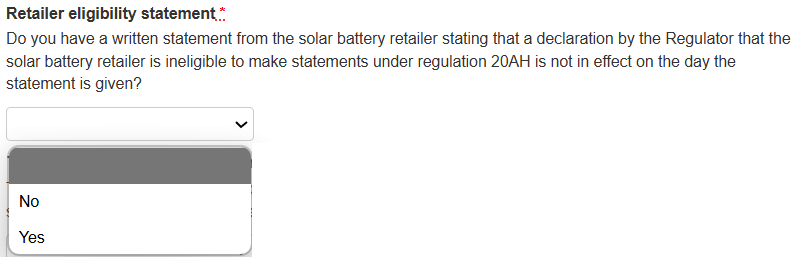 Retailer eligibility statement *
Do you have a written statement from the solar battery retailer stating that a declaration by the Regulator that the
solar battery retailer is ineligible to make statements under regulation 20AH is not in effect on the day the
statement is given?
No
Yes